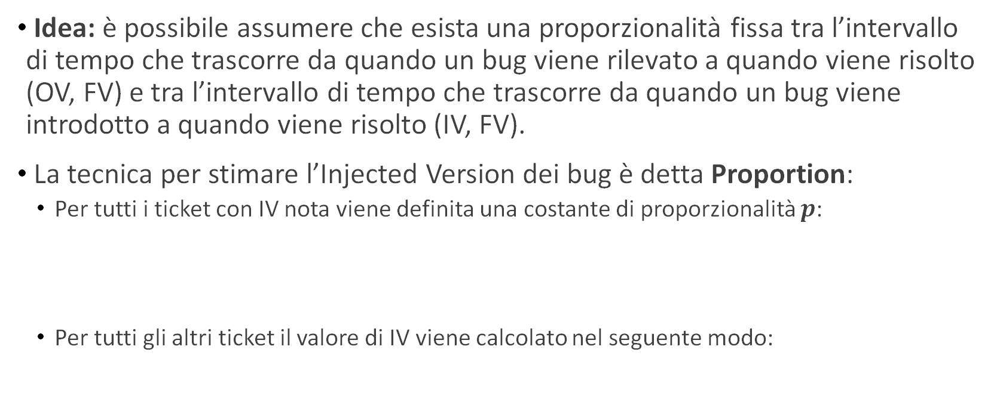 • Idea: è possibile assumere che esista una proporzionalità fissa tra l’intervallo
di tempo che trascorre da quando un bug viene rilevato a quando viene risolto
(OV, FV) e tra l’intervallo di tempo che trascorre da quando un bug viene
introdotto a quando viene risolto (IV, FV).
• La tecnica per stimare l’Injected Version dei bug è detta Proportion:
• Per tutti i ticket con IV nota viene definita una costante di proporzionalità p:
• Per tutti gli altri ticket il valore di IV viene calcolato nel seguente modo: